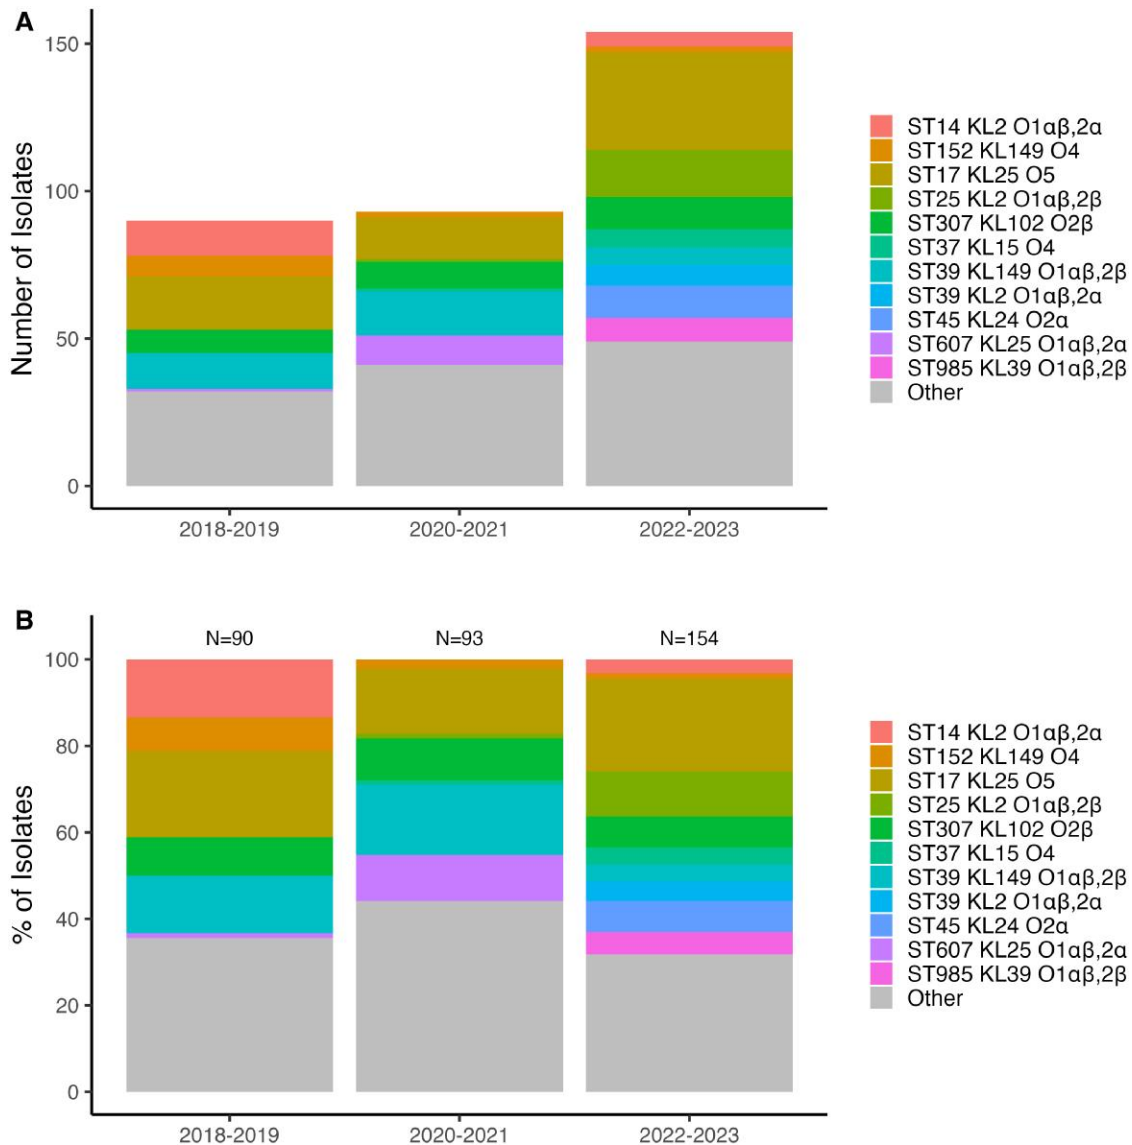 A
Number of Isolates
150
100
50
0
2018-2019
2020-2021
2022-2023
ST14 KL2 O1αβ,2α
ST152 KL149 O4
ST17 KL25 O5
ST25 KL2 O1αβ,2β
ST307 KL102 O2β
ST37 KL15 O4
ST39 KL149 O1αβ,2β
ST39 KL2 O1αβ,2α
ST45 KL24 O2α
ST607 KL25 O1αβ,2α
ST985 KL39 O1αβ,2β
Other
B
N=90
N=93
N=154
% of Isolates
100
80
60
40
20
0
2018-2019
2020-2021
2022-2023
ST14 KL2 O1αβ,2α
ST152 KL149 O4
ST17 KL25 O5
ST25 KL2 O1αβ,2β
ST307 KL102 O2β
ST37 KL15 O4
ST39 KL149 O1αβ,2β
ST39 KL2 O1αβ,2α
ST45 KL24 O2α
ST607 KL25 O1αβ,2α
ST985 KL39 O1αβ,2β
Other